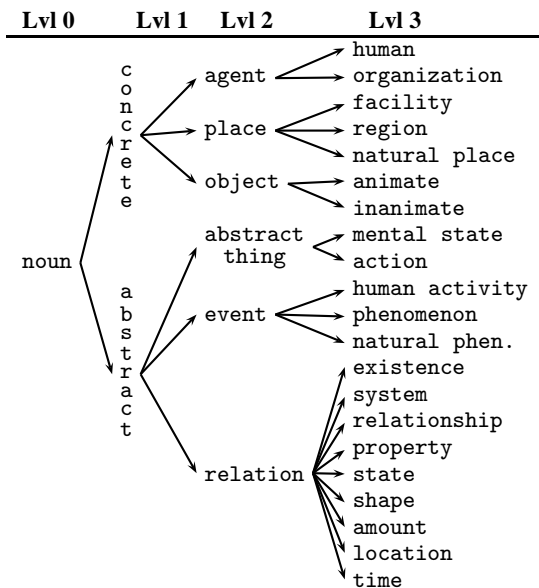 Lvl 0 Lvl 1 Lvl 2 Lvl 3
noun
concrete
abstract
agent
place
object
abstract
thing
event
relation
human
organization
facility
region
natural place
animate
inanimate
mental state
action
human activity
phenomenon
natural phen.
existence
system
relationship
property
state
shape
amount
location
time